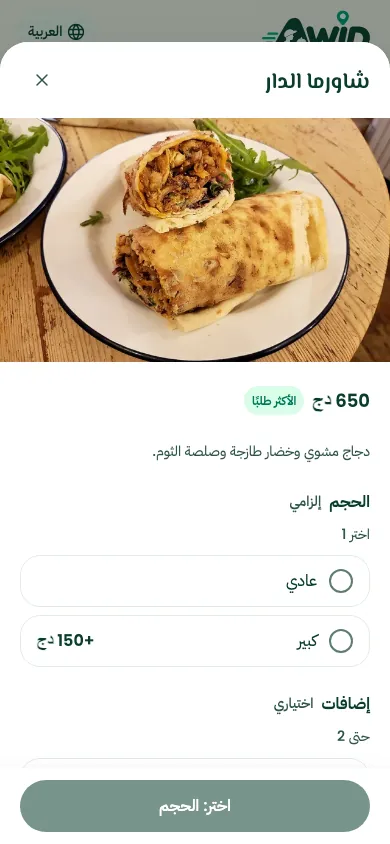 Awin
العربية
شاورما الدار
650 دج
الأكثر طلبًا
دجاج مشوي وخضار طازجة وصلصة الثوم.
الحجم إلزامي
اختر 1
عادي
كبير
+150 دج
إضافات اختياري
حتى 2
اختر: الحجم